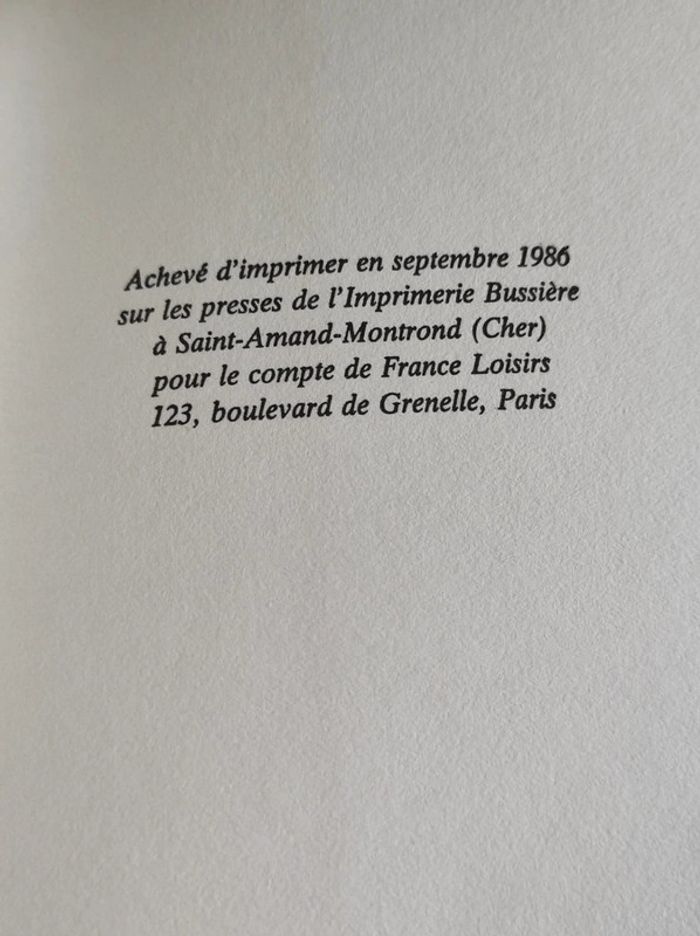 Achevé d'imprimer en septembre 1986
sur les presses de l'Imprimerie Bussière
à Saint-Amand-Montrond (Cher)
pour le compte de France Loisirs
123, boulevard de Grenelle, Paris